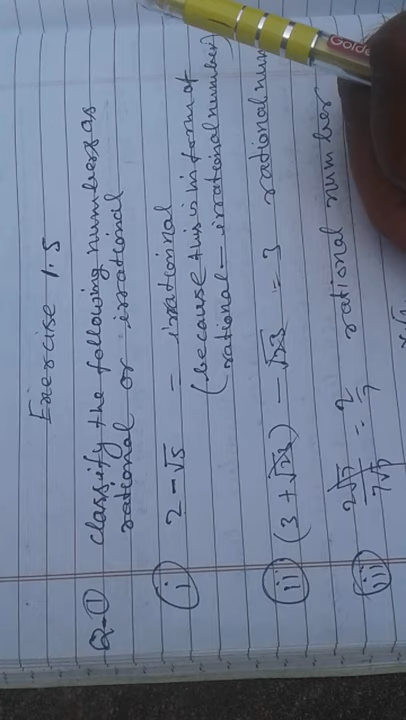 Exercise 1.5
Q-① classify the following numbers as
rational or irrational
(i) 2 - √5 - irrational
(because this is in form of
rational - irrational number)
(ii) (3 + √23) - √23 = 3 rational num
(iii) 2√7/7√7 = 2/7 rational number
Golde